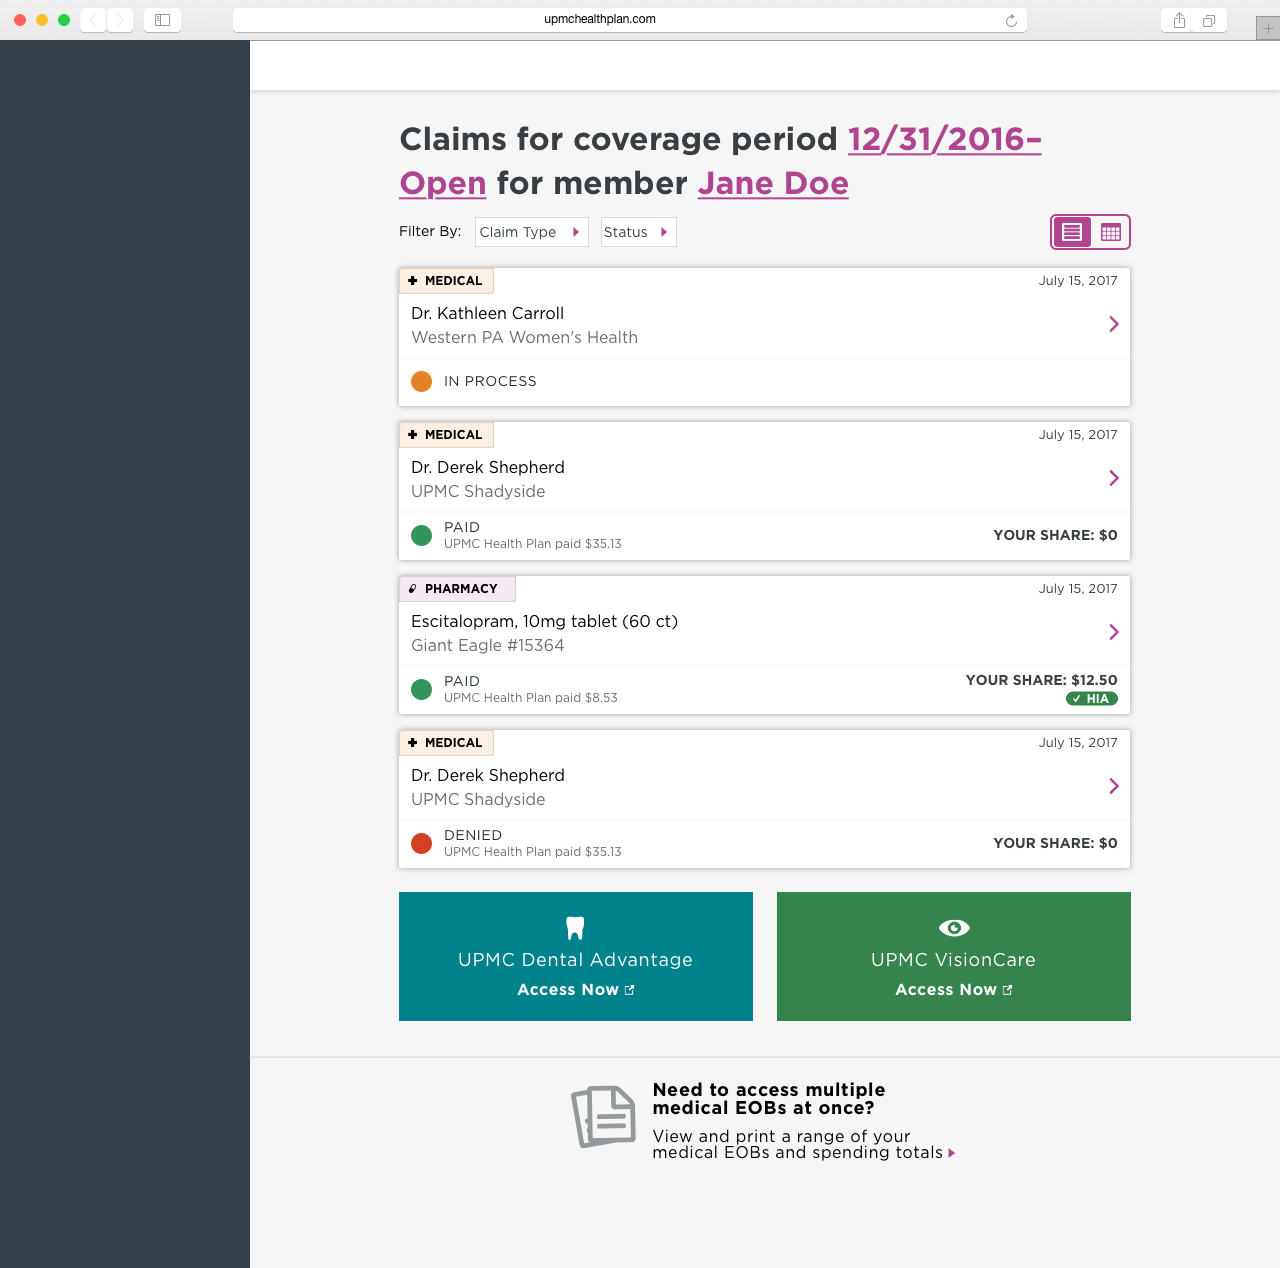 upmchealthplan.com
Claims for coverage period 12/31/2016–
Open for member Jane Doe
Filter By:
Claim Type
Status
MEDICAL
July 15, 2017
Dr. Kathleen Carroll
Western PA Women's Health
IN PROCESS
MEDICAL
July 15, 2017
Dr. Derek Shepherd
UPMC Shadyside
PAID
UPMC Health Plan paid $35.13
YOUR SHARE: $0
PHARMACY
July 15, 2017
Escitalopram, 10mg tablet (60 ct)
Giant Eagle #15364
PAID
UPMC Health Plan paid $8.53
YOUR SHARE: $12.50
HIA
MEDICAL
July 15, 2017
Dr. Derek Shepherd
UPMC Shadyside
DENIED
UPMC Health Plan paid $35.13
YOUR SHARE: $0
UPMC Dental Advantage
Access Now
UPMC VisionCare
Access Now
Need to access multiple
medical EOBs at once?
View and print a range of your
medical EOBs and spending totals